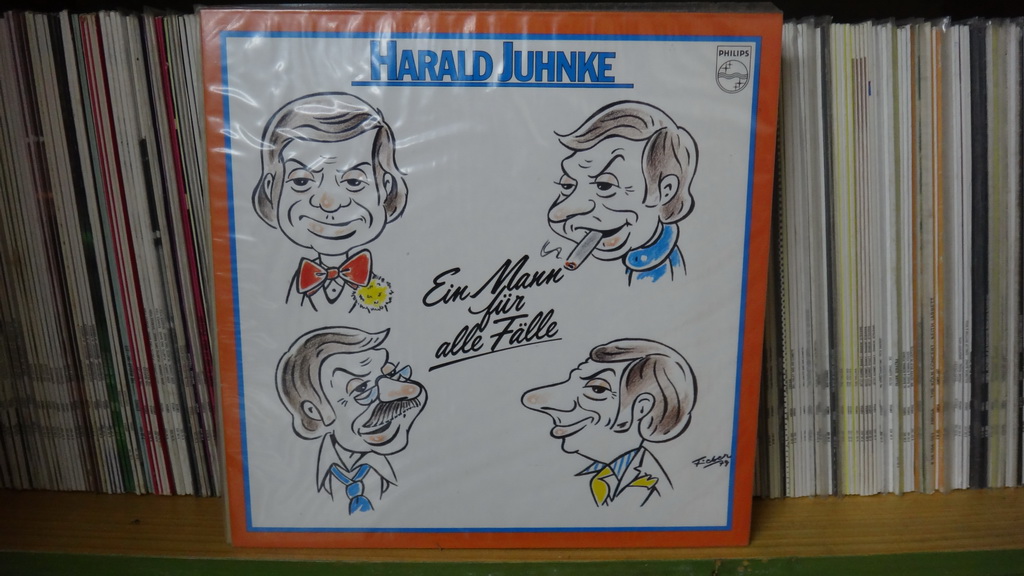 HARALD JUHNKE
PHILIPS
Ein Mann
für
alle Fälle